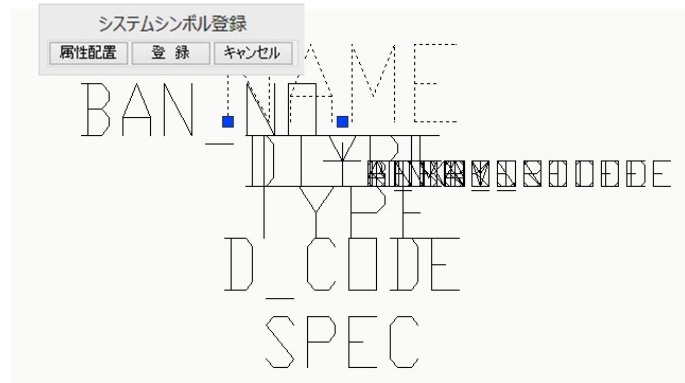 システムシンボル登録
属性配置 登 録 キャンセル
NAME
BAN_NO
D_TYPE
TYPE
D_CODE
SPEC